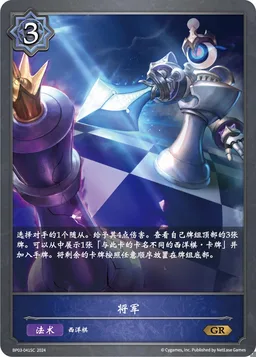 3
选择对手的1个随从。给予其4点伤害。查看自己牌组顶部的3张
牌。可以从中展示1张「与此卡的卡名不同的西洋棋·卡牌」并
加入手牌。将剩余的卡牌按照任意顺序放置在牌组底部。
将军
法术 西洋棋
GR
BP03-041SC 2024
© Cygames, Inc. Published by NetEase Games